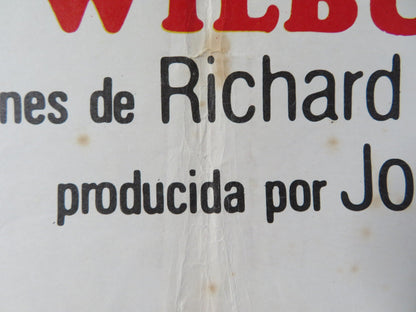 WILBU
nes de Richard
producida por Jo